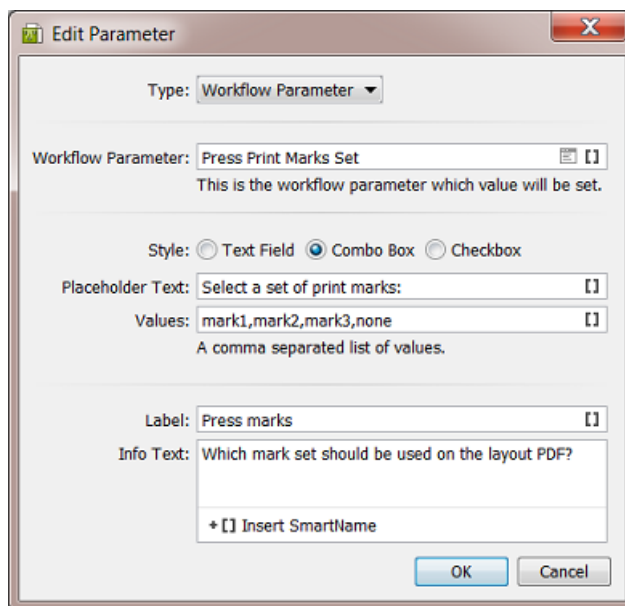 Edit Parameter
Type: Workflow Parameter
Workflow Parameter: Press Print Marks Set
This is the workflow parameter which value will be set.
Style: Text Field Combo Box Checkbox
Placeholder Text: Select a set of print marks:
Values: mark1,mark2,mark3,none
A comma separated list of values.
Label: Press marks
Info Text: Which mark set should be used on the layout PDF?
+[] Insert SmartName
OK Cancel